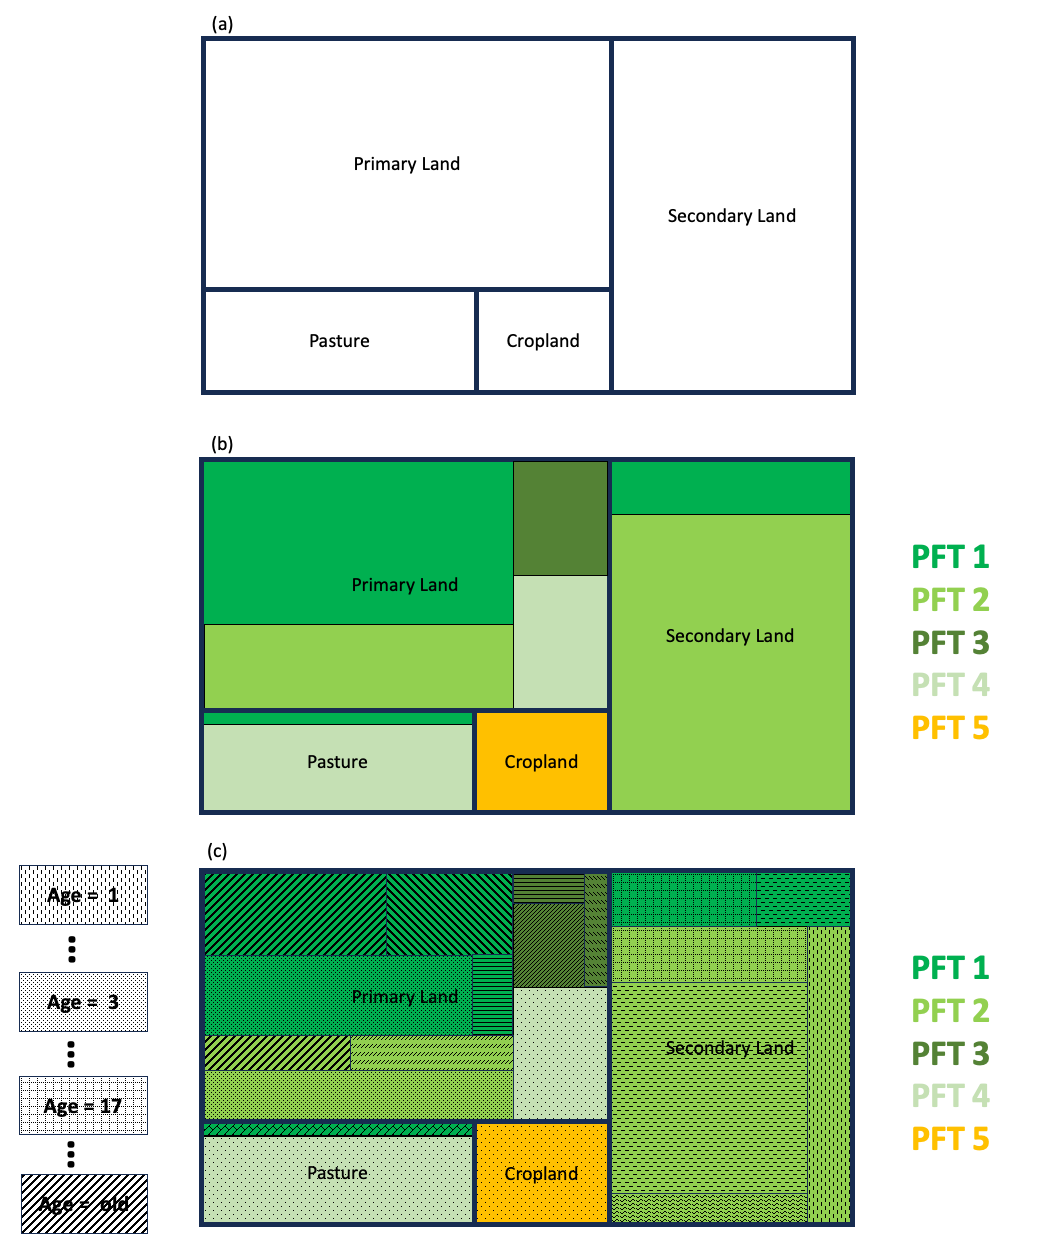 (a)
Primary Land
Secondary Land
Pasture
Cropland
(b)
Primary Land
Secondary Land
Pasture
Cropland
PFT 1
PFT 2
PFT 3
PFT 4
PFT 5
(c)
Age = 1
Age = 3
Age = 17
Age = old
Primary Land
Secondary Land
Pasture
Cropland
PFT 1
PFT 2
PFT 3
PFT 4
PFT 5